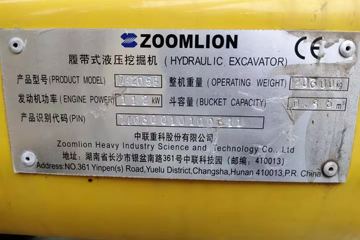 ZOOMLION
履带式液压挖掘机 (HYDRAULIC EXCAVATOR)
产品型号(PRODUCT MODEL) 整机重量(OPERATING WEIGHT)
发动机功率(ENGINE POWER) kW 斗容量(BUCKET CAPACITY)
产品识别代码(PIN)
中联重科股份有限公司
Zoomlion Heavy Industry Science and Technology Co., Ltd
地址：湖南省长沙市银盆南路361号中联科技园（邮编：410013）
Address:NO.361 Yinpen(s) Road,Yuelu District,Changsha,Hunan 410013,P.R. China